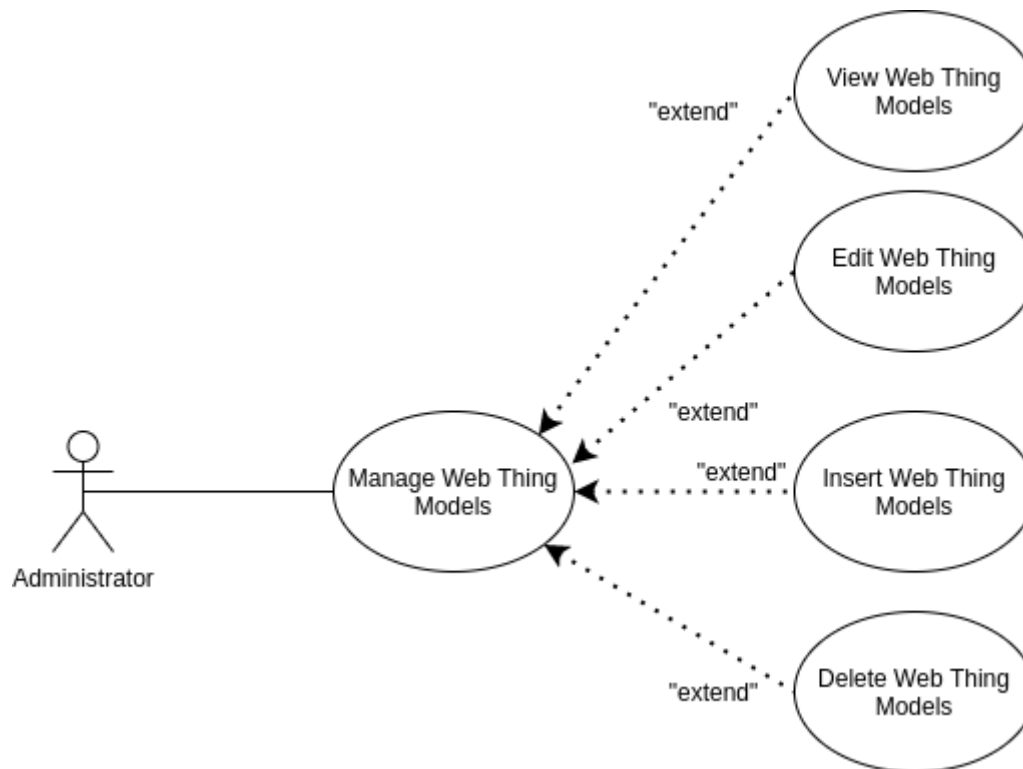 View Web Thing
Models
"extend"
Edit Web Thing
Models
"extend"
Manage Web Thing
Models
"extend"
Insert Web Thing
Models
Administrator
"extend"
Delete Web Thing
Models